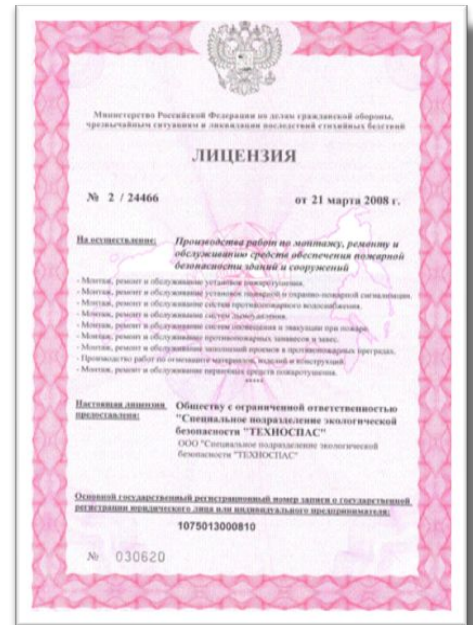 Министерство Российской Федерации по делам гражданской обороны,
чрезвычайным ситуациям и ликвидации последствий стихийных бедствий
ЛИЦЕНЗИЯ
№ 2 / 24466 от 21 марта 2008 г.
На осуществление: Производства работ по монтажу, ремонту и
обслуживанию средств обеспечения пожарной
безопасности зданий и сооружений
- Монтаж, ремонт и обслуживание установок пожаротушения.
- Монтаж, ремонт и обслуживание установок пожарной и охранно-пожарной сигнализации.
- Монтаж, ремонт и обслуживание систем противопожарного водоснабжения.
- Монтаж, ремонт и обслуживание систем дымоудаления.
- Монтаж, ремонт и обслуживание систем оповещения и эвакуации при пожаре.
- Монтаж, ремонт и обслуживание противопожарных занавесов и завес.
- Монтаж, ремонт и обслуживание заполнений проемов в противопожарных преградах.
- Производство работ по огнезащите материалов, изделий и конструкций.
- Монтаж, ремонт и обслуживание первичных средств пожаротушения.
*****
Настоящая лицензия Обществу с ограниченной ответственностью
предоставлена: "Специальное подразделение экологической
безопасности "ТЕХНОСПАС"
ООО "Специальное подразделение экологической
безопасности "ТЕХНОСПАС"
Основной государственный регистрационный номер записи о государственной
регистрации юридического лица или индивидуального предпринимателя:
1075013000810
№ 030620